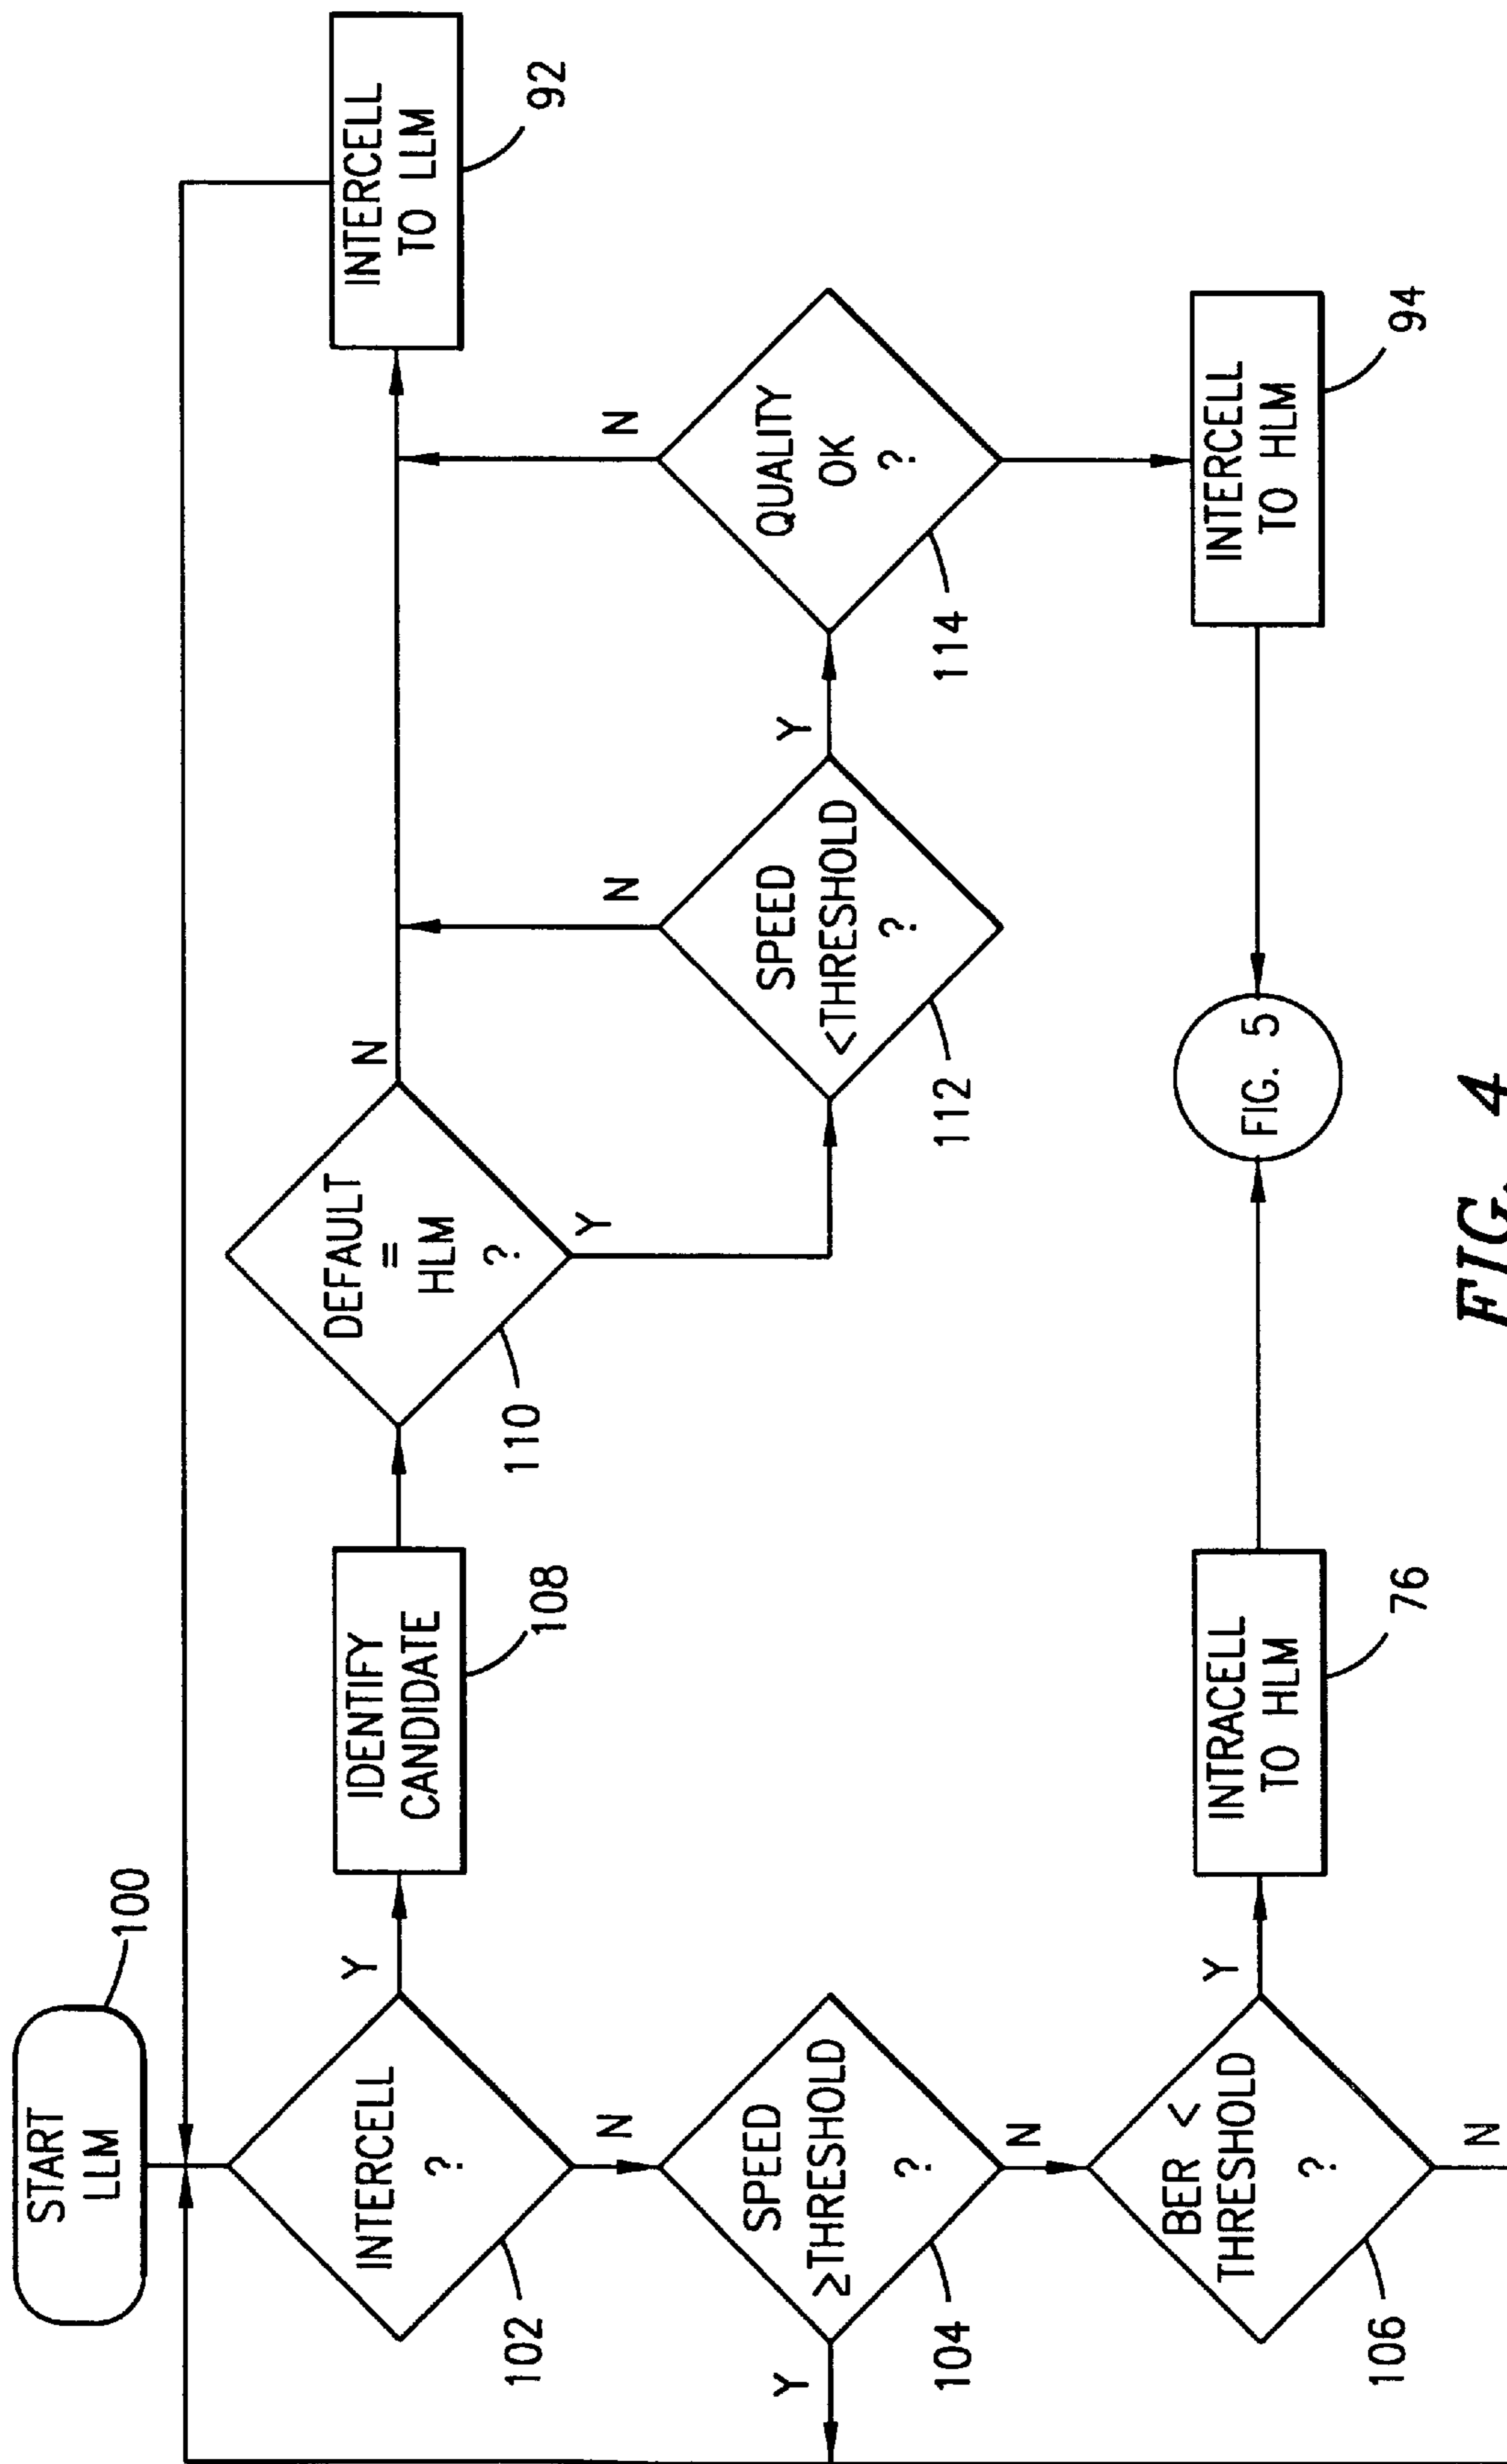 START
LLM
100
INTERCELL
?
102
Y
N
IDENTIFY
CANDIDATE
108
DEFAULT
=
HLM
?
110
N
Y
INTERCELL
TO LLM
92
SPEED
≥THRESHOLD
?
104
Y
N
SPEED
<THRESHOLD
?
112
N
Y
QUALITY
OK
?
114
N
BER <
THRESHOLD
?
106
Y
N
INTRACELL
TO HLM
76
FIG. 5
INTERCELL
TO HLM
94
FIG. 4